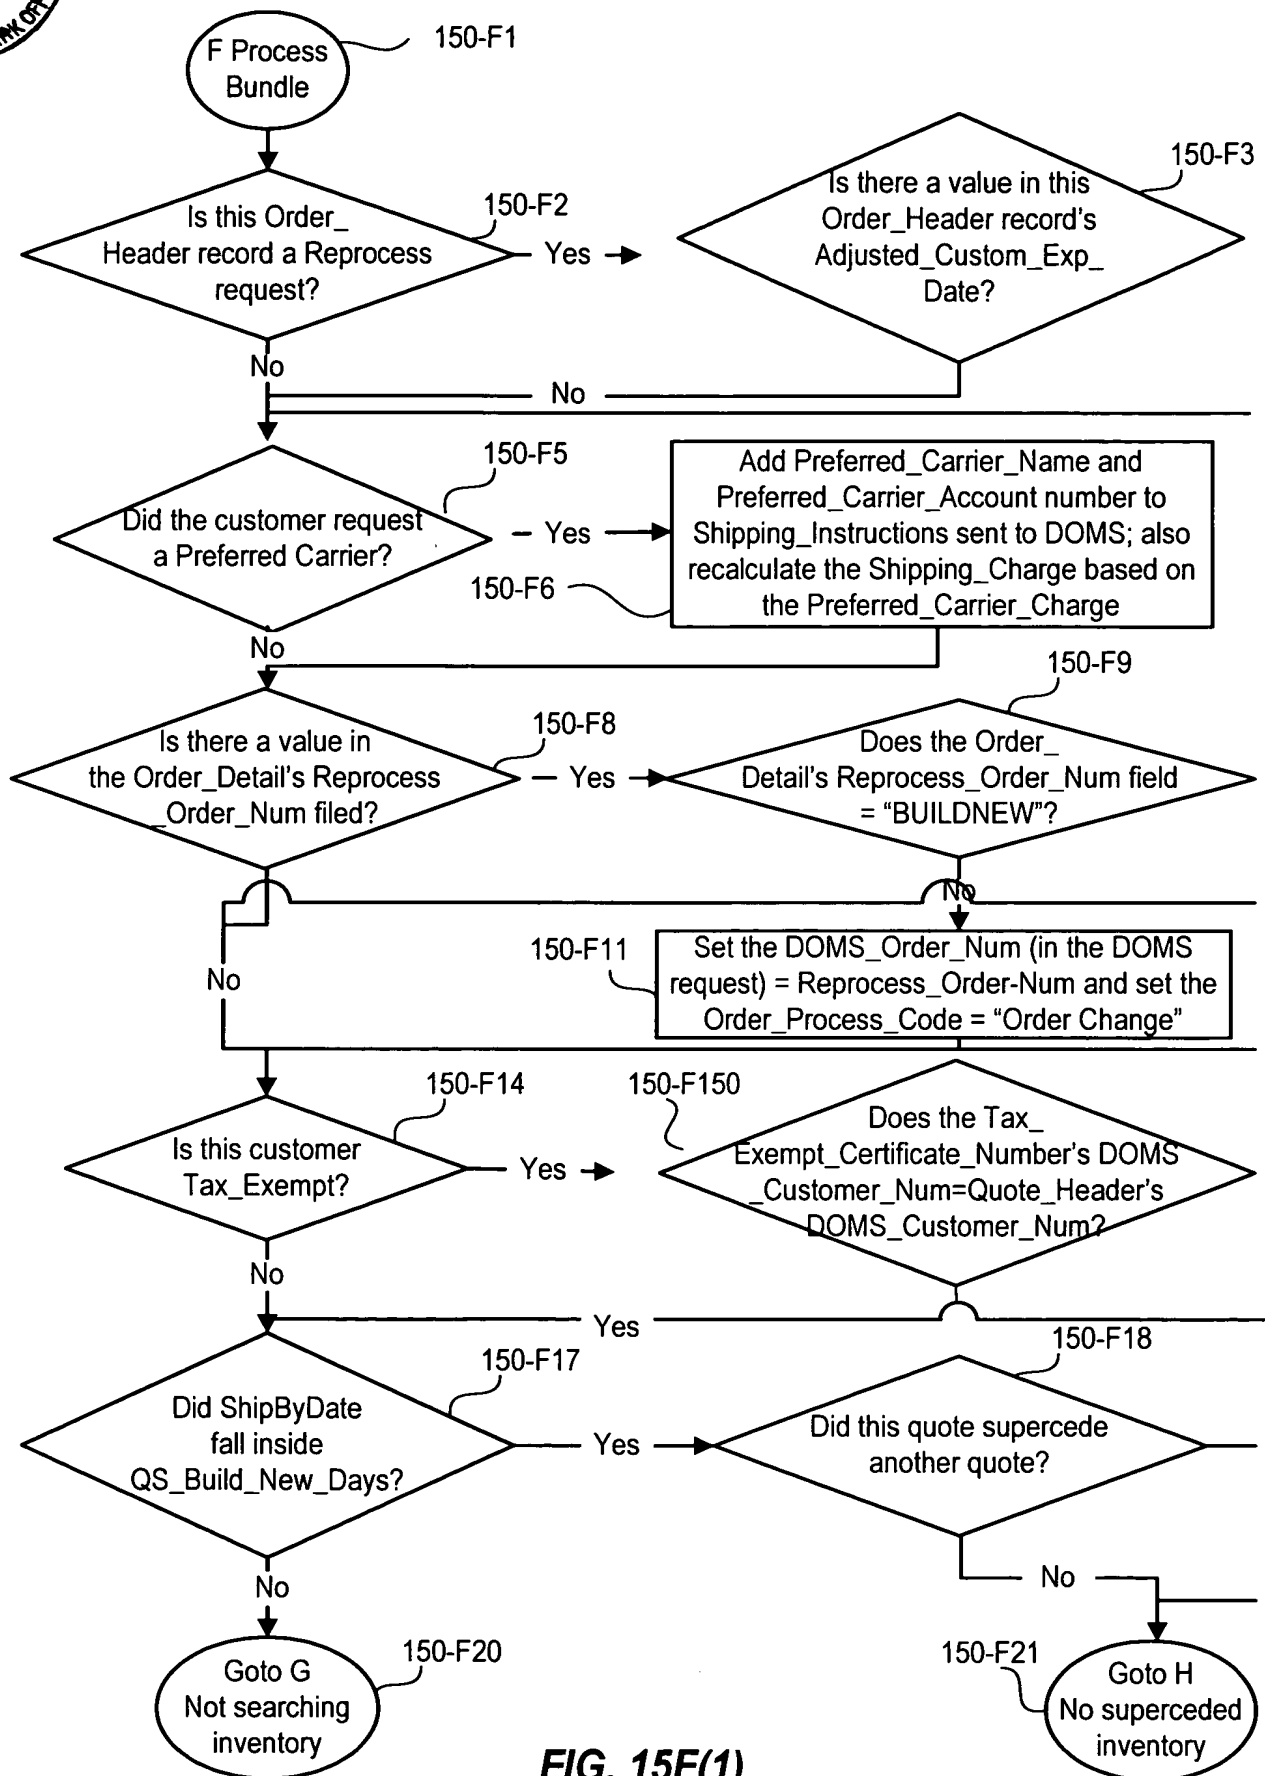 F Process
Bundle
150-F1
Is this Order_
Header record a Reprocess
request?
150-F2
Yes
Is there a value in this
Order_Header record's
Adjusted_Custom_Exp_
Date?
150-F3
No
No
Did the customer request
a Preferred Carrier?
150-F5
Yes
Add Preferred_Carrier_Name and
Preferred_Carrier_Account number to
Shipping_Instructions sent to DOMS; also
recalculate the Shipping_Charge based on
the Preferred_Carrier_Charge
150-F6
No
Is there a value in
the Order_Detail's Reprocess
_Order_Num filed?
150-F8
Yes
Does the Order_
Detail's Reprocess_Order_Num field
= “BUILDNEW”?
150-F9
No
No
150-F11
Set the DOMS_Order_Num (in the DOMS
request) = Reprocess_Order-Num and set the
Order_Process_Code = “Order Change”
Is this customer
Tax_Exempt?
150-F14
Yes
150-F150
Does the Tax_
Exempt_Certificate_Number's DOMS
_Customer_Num=Quote_Header's
DOMS_Customer_Num?
No
Yes
Did ShipByDate
fall inside
QS_Build_New_Days?
150-F17
Yes
Did this quote supercede
another quote?
150-F18
No
No
Goto G
Not searching
inventory
150-F20
150-F21
Goto H
No superceded
inventory
FIG. 15F(1)